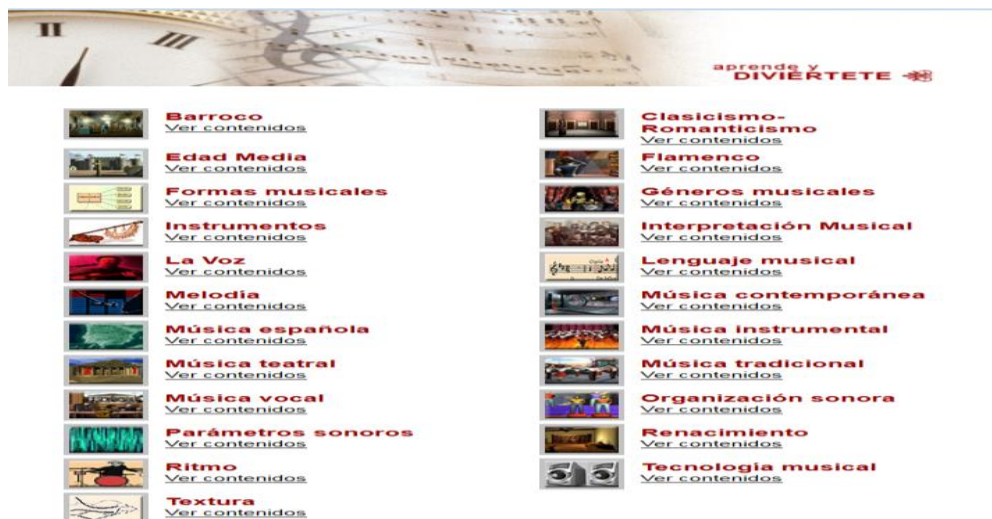 aprende y
DIVIÉRTETE
Barroco
Ver contenidos
Edad Media
Ver contenidos
Formas musicales
Ver contenidos
Instrumentos
Ver contenidos
La Voz
Ver contenidos
Melodía
Ver contenidos
Música española
Ver contenidos
Música teatral
Ver contenidos
Música vocal
Ver contenidos
Parámetros sonoros
Ver contenidos
Ritmo
Ver contenidos
Textura
Ver contenidos
Clasicismo-
Romanticismo
Ver contenidos
Flamenco
Ver contenidos
Géneros musicales
Ver contenidos
Interpretación Musical
Ver contenidos
Lenguaje musical
Ver contenidos
Música contemporánea
Ver contenidos
Música instrumental
Ver contenidos
Música tradicional
Ver contenidos
Organización sonora
Ver contenidos
Renacimiento
Ver contenidos
Tecnologia musical
Ver contenidos